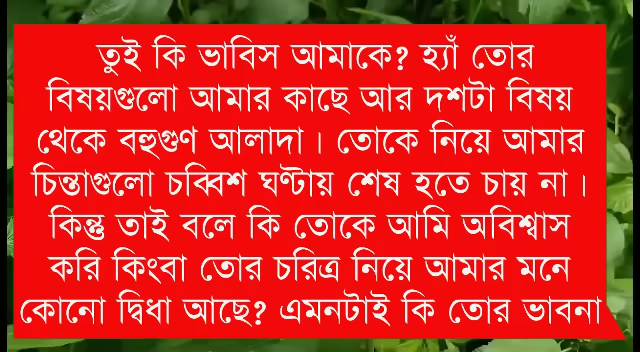 তুই কি ভাবিস আমাকে? হ্যাঁ তোর
বিষয়গুলো আমার কাছে আর দশটা বিষয়
থেকে বহুগুণ আলাদা। তোকে নিয়ে আমার
চিন্তাগুলো চব্বিশ ঘণ্টায় শেষ হতে চায় না।
কিন্তু তাই বলে কি তোকে আমি অবিশ্বাস
করি কিংবা তোর চরিত্র নিয়ে আমার মনে
কোনো দ্বিধা আছে? এমনটাই কি তোর ভাবনা